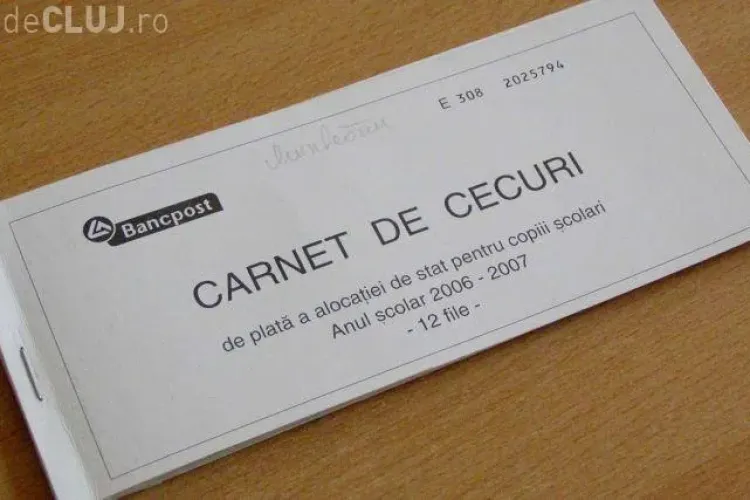 deCLUJ.ro
E 308 2025794
Bancpost
CARNET DE CECURI
de plată a alocației de stat pentru copiii școlari
Anul școlar 2006 - 2007
- 12 file -